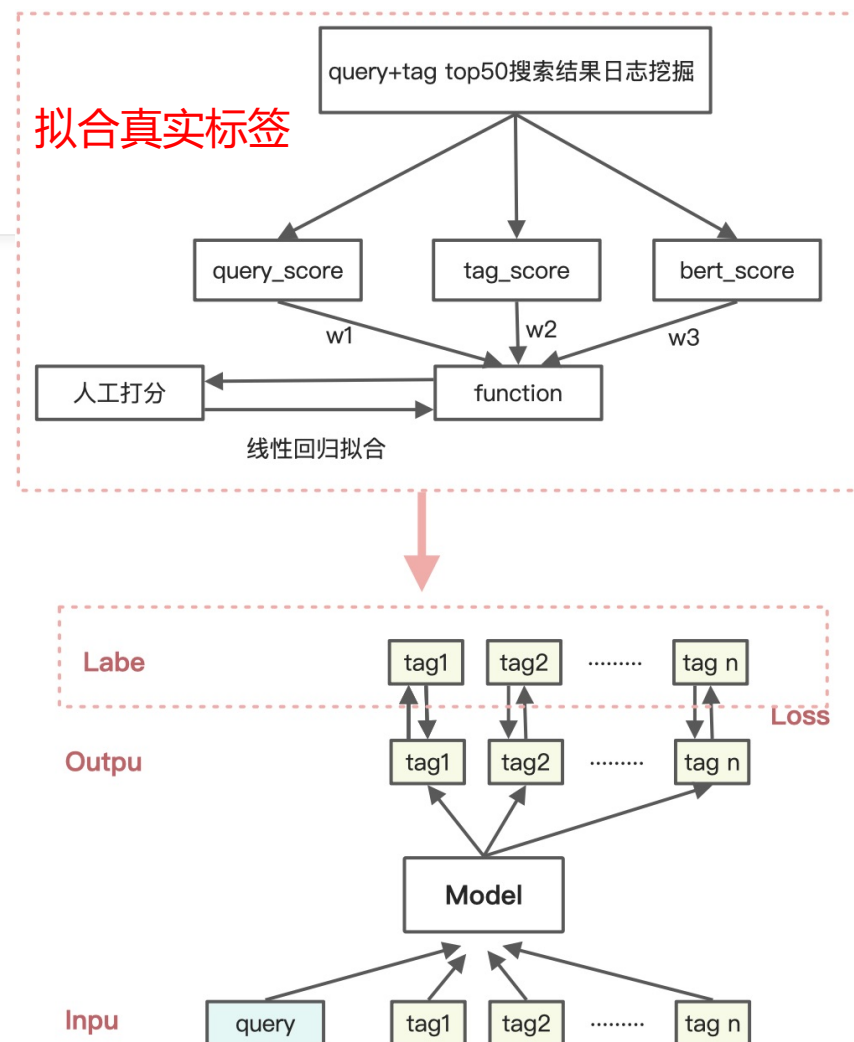 query+tag top50搜索结果日志挖掘
拟合真实标签
query_score
tag_score
bert_score
w1
w2
w3
人工打分
function
线性回归拟合
Labe
tag1
tag2
·········
tag n
Loss
Outpu
tag1
tag2
·········
tag n
Model
Inpu
query
tag1
tag2
·········
tag n